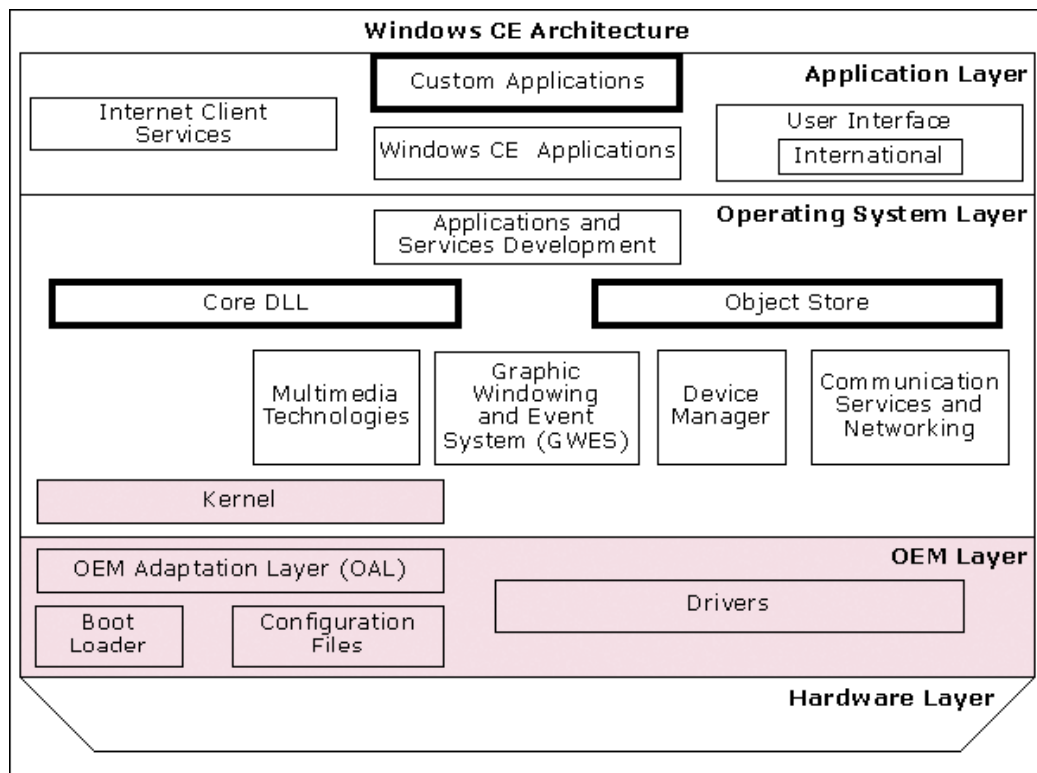 Windows CE Architecture
Application Layer
Custom Applications
Internet Client
Services
Windows CE Applications
User Interface
International
Operating System Layer
Applications and
Services Development
Core DLL
Object Store
Multimedia
Technologies
Graphic
Windowing
and Event
System (GWES)
Device
Manager
Communication
Services and
Networking
Kernel
OEM Layer
OEM Adaptation Layer (OAL)
Drivers
Boot
Loader
Configuration
Files
Hardware Layer